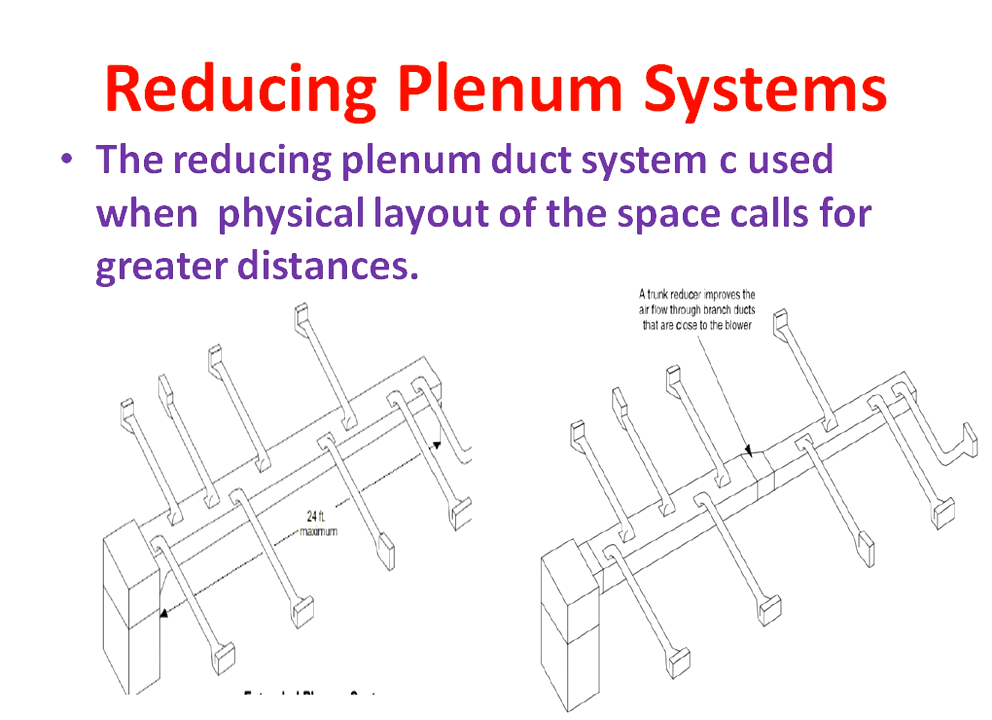 Reducing Plenum Systems
• The reducing plenum duct system c used
when physical layout of the space calls for
greater distances.
A trunk reducer improves the
air flow through branch ducts
that are close to the blower
24 ft.
maximum